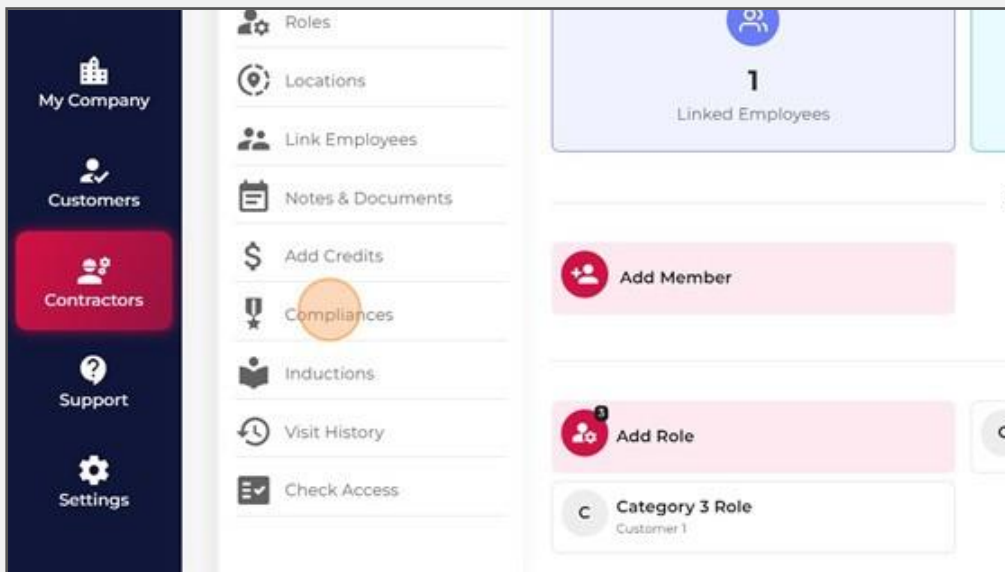 My Company
Customers
Contractors
Support
Settings
Roles
Locations
Link Employees
Notes & Documents
Add Credits
Compliances
Inductions
Visit History
Check Access
1
Linked Employees
Add Member
3
Add Role
C
Category 3 Role
Customer 1